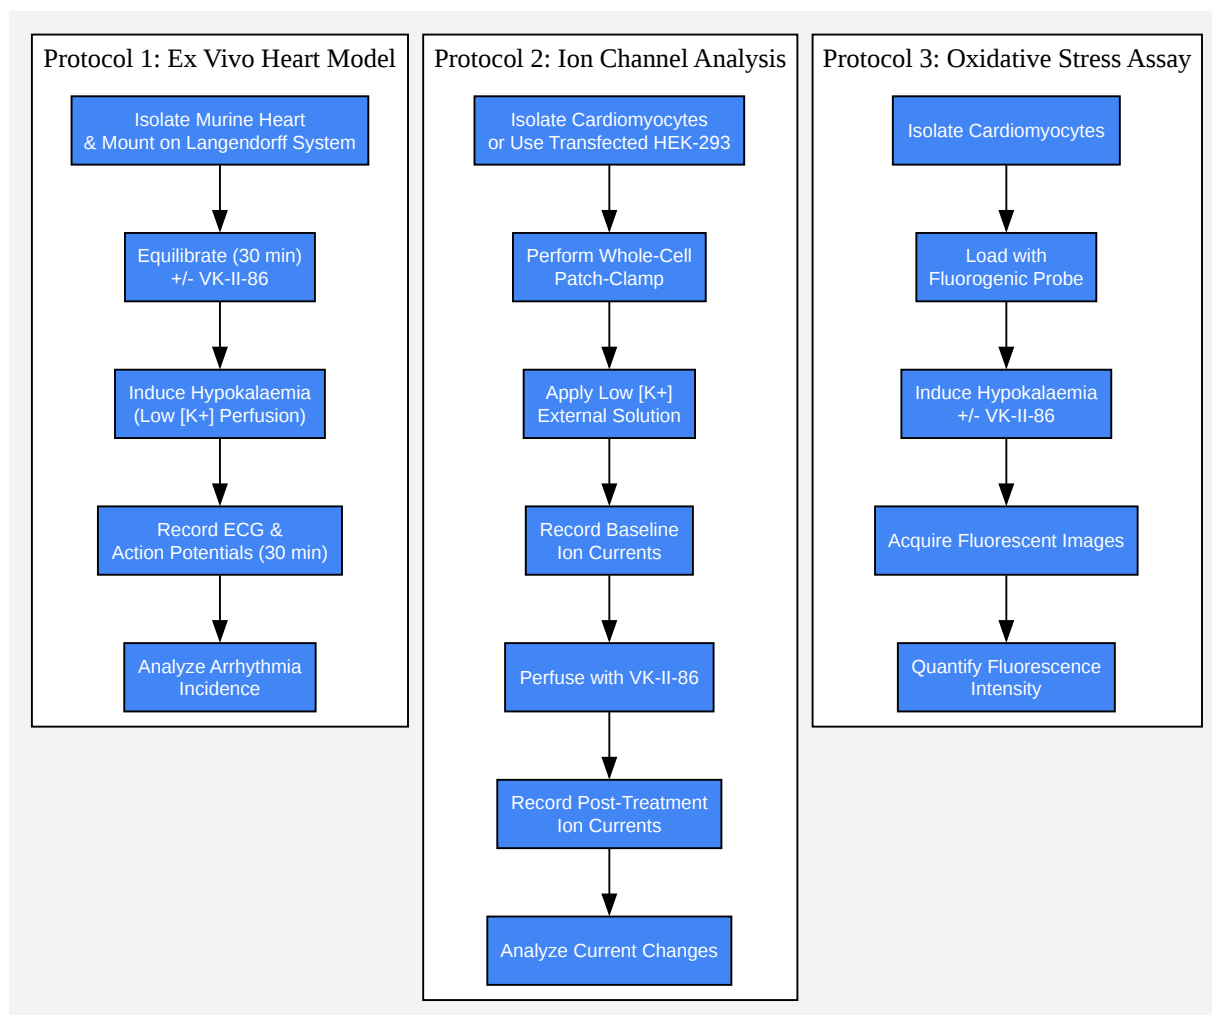 Protocol 1: Ex Vivo Heart Model
Isolate Murine Heart
& Mount on Langendorff System
Equilibrate (30 min)
+/- VK-II-86
Induce Hypokalaemia
(Low [K+] Perfusion)
Record ECG &
Action Potentials (30 min)
Analyze Arrhythmia
Incidence
Protocol 2: Ion Channel Analysis
Isolate Cardiomyocytes
or Use Transfected HEK-293
Perform Whole-Cell
Patch-Clamp
Apply Low [K+]
External Solution
Record Baseline
Ion Currents
Perfuse with VK-II-86
Record Post-Treatment
Ion Currents
Analyze Current Changes
Protocol 3: Oxidative Stress Assay
Isolate Cardiomyocytes
Load with
Fluorogenic Probe
Induce Hypokalaemia
+/- VK-II-86
Acquire Fluorescent Images
Quantify Fluorescence
Intensity